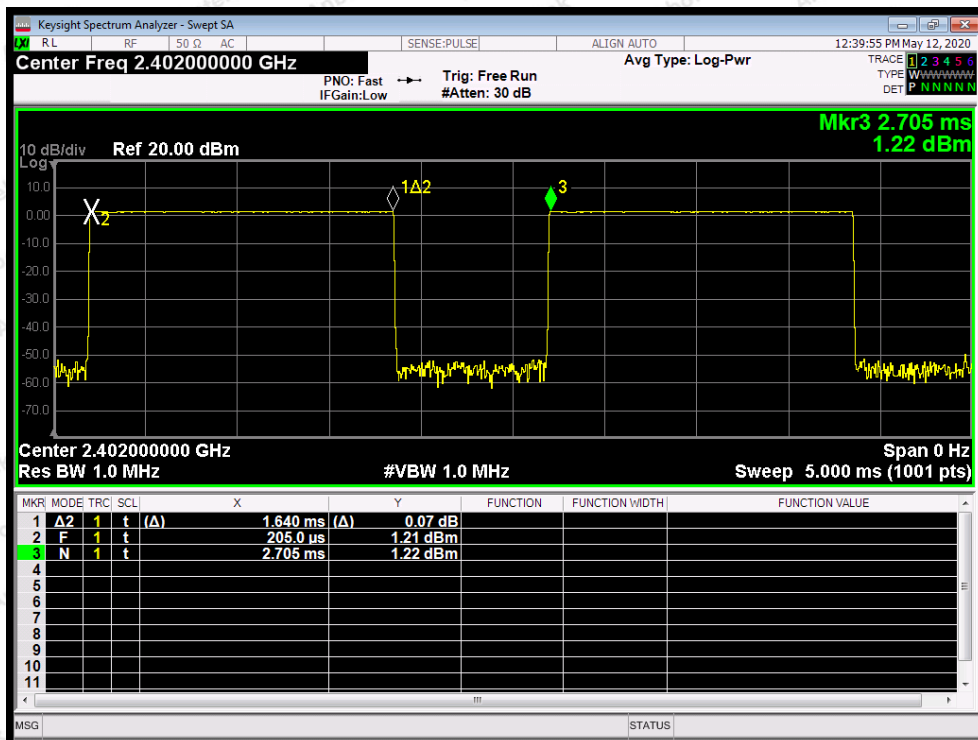 Keysight Spectrum Analyzer - Swept SA
LXI RL RF 50 Ω AC SENSE:PULSE ALIGN AUTO 12:39:55 PM May 12, 2020
Center Freq 2.402000000 GHz Avg Type: Log-Pwr TRACE 1 2 3 4 5 6
PNO: Fast Trig: Free Run TYPE WWWWWW
IFGain:Low #Atten: 30 dB DET P N N N N N
Mkr3 2.705 ms
10 dB/div Ref 20.00 dBm 1.22 dBm
Log
10.0
1Δ2
3
0.00
2
-10.0
-20.0
-30.0
-40.0
-50.0
-60.0
-70.0
Center 2.402000000 GHz Span 0 Hz
Res BW 1.0 MHz #VBW 1.0 MHz Sweep 5.000 ms (1001 pts)
MKR MODE TRC SCL X Y FUNCTION FUNCTION WIDTH FUNCTION VALUE
1 Δ2 1 t (Δ) 1.640 ms (Δ) 0.07 dB
2 F 1 t 205.0 µs 1.21 dBm
3 N 1 t 2.705 ms 1.22 dBm
4
5
6
7
8
9
10
11
MSG STATUS